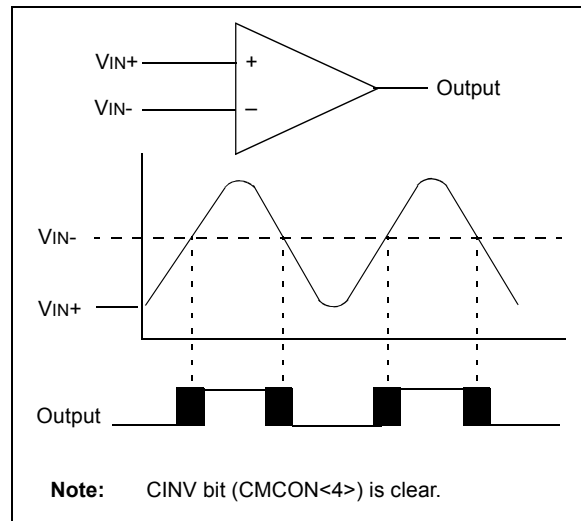 VIN+
+
Output
VIN-
–
VIN-
VIN+
Output
Note: CINV bit (CMCON<4>) is clear.